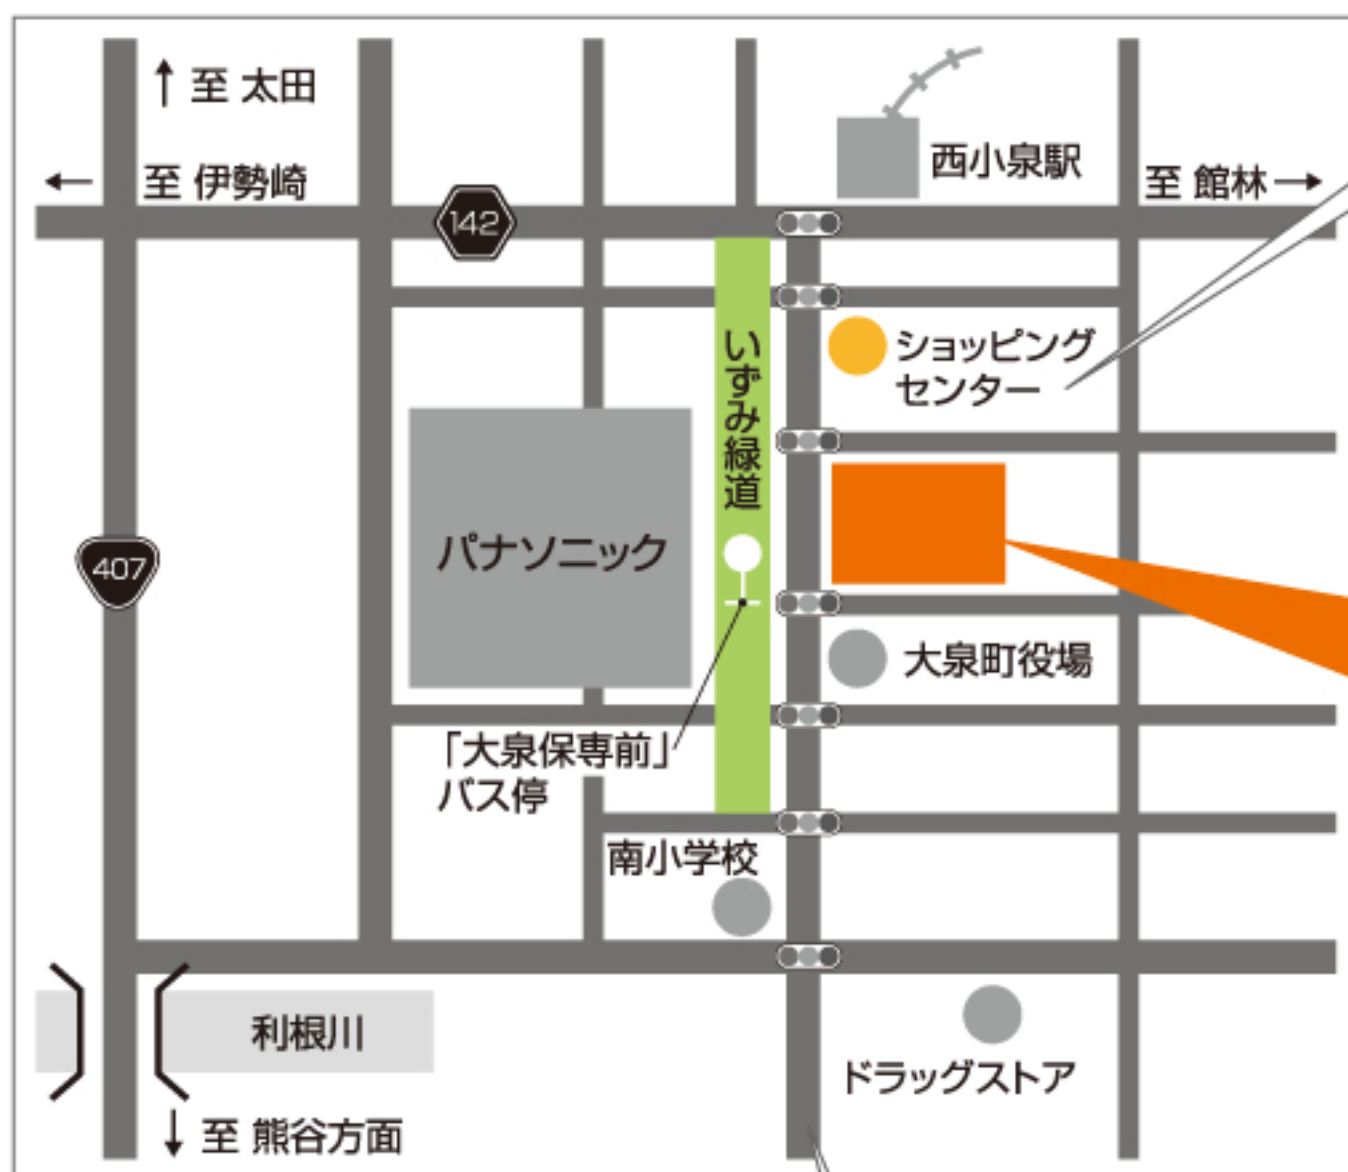 至 太田
至 伊勢崎
142
西小泉駅
至 館林
いずみ緑道
ショッピング
センター
パナソニック
407
大泉町役場
「大泉保専前」
バス停
南小学校
利根川
ドラッグストア
至 熊谷方面